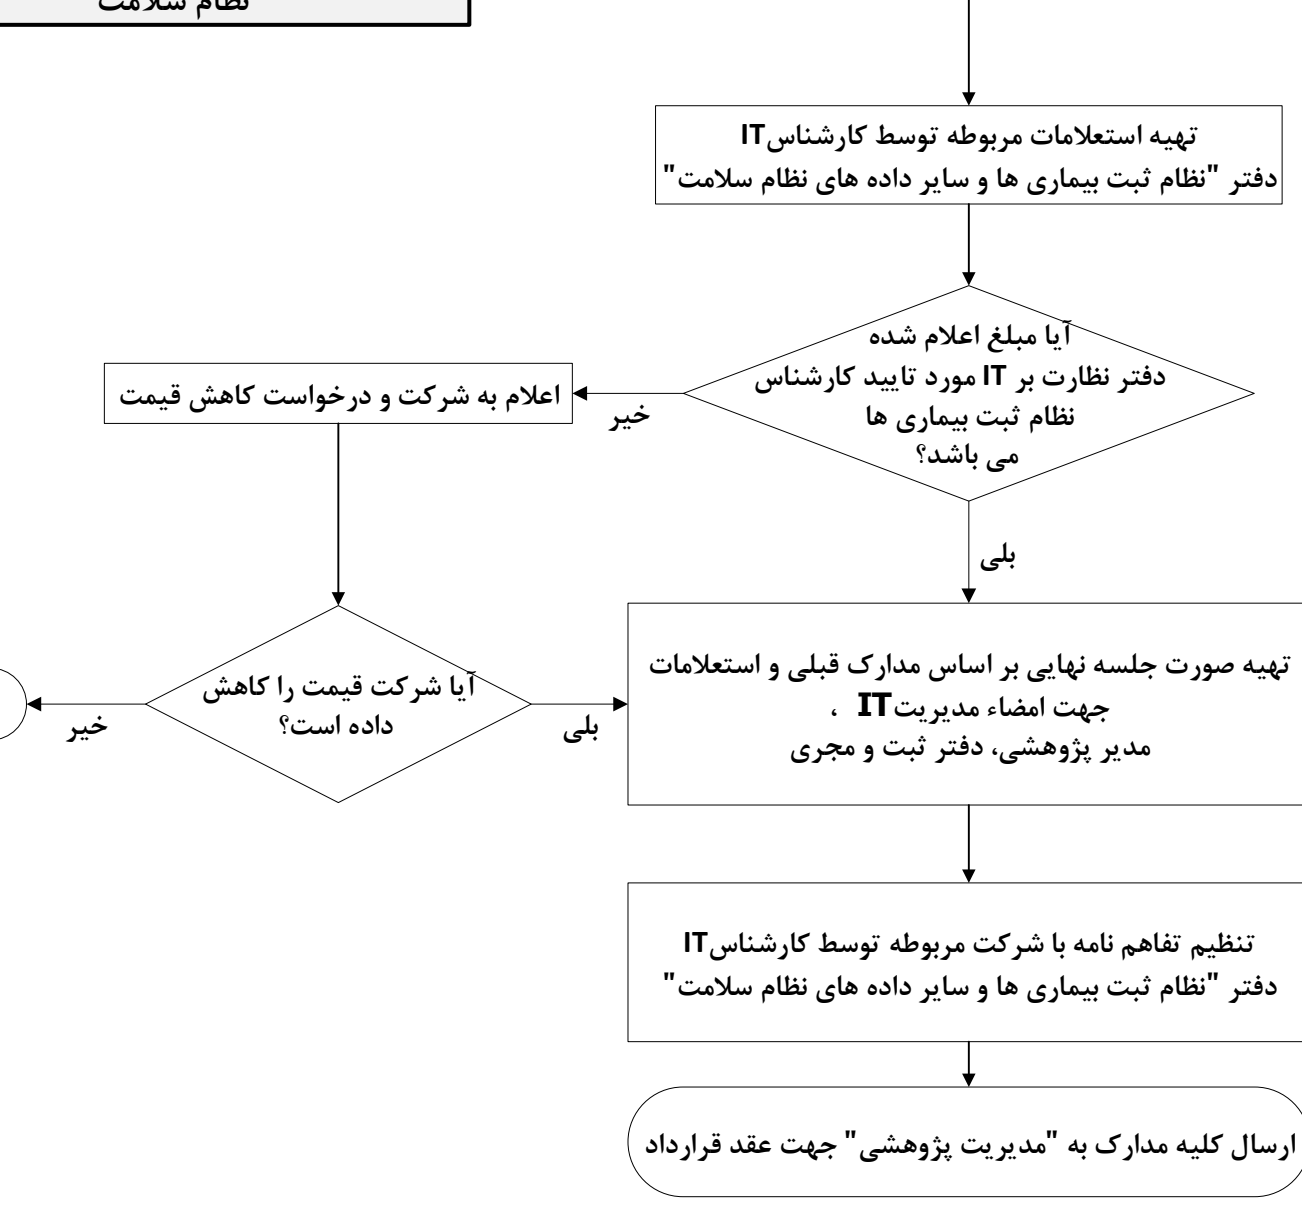 نظام سلامت
تهیه استعلامات مربوطه توسط کارشناسIT
دفتر "نظام ثبت بیماری ها و سایر داده های نظام سلامت"
آیا مبلغ اعلام شده
دفتر نظارت بر IT مورد تایید کارشناس
نظام ثبت بیماری ها
می باشد؟
خیر
اعلام به شرکت و درخواست کاهش قیمت
بلی
آیا شرکت قیمت را کاهش
داده است؟
خیر
بلی
تهیه صورت جلسه نهایی بر اساس مدارک قبلی و استعلامات
جهت امضاء مدیریتIT ،
مدیر پژوهشی، دفتر ثبت و مجری
تنظیم تفاهم نامه با شرکت مربوطه توسط کارشناسIT
دفتر "نظام ثبت بیماری ها و سایر داده های نظام سلامت"
ارسال کلیه مدارک به "مدیریت پژوهشی" جهت عقد قرارداد